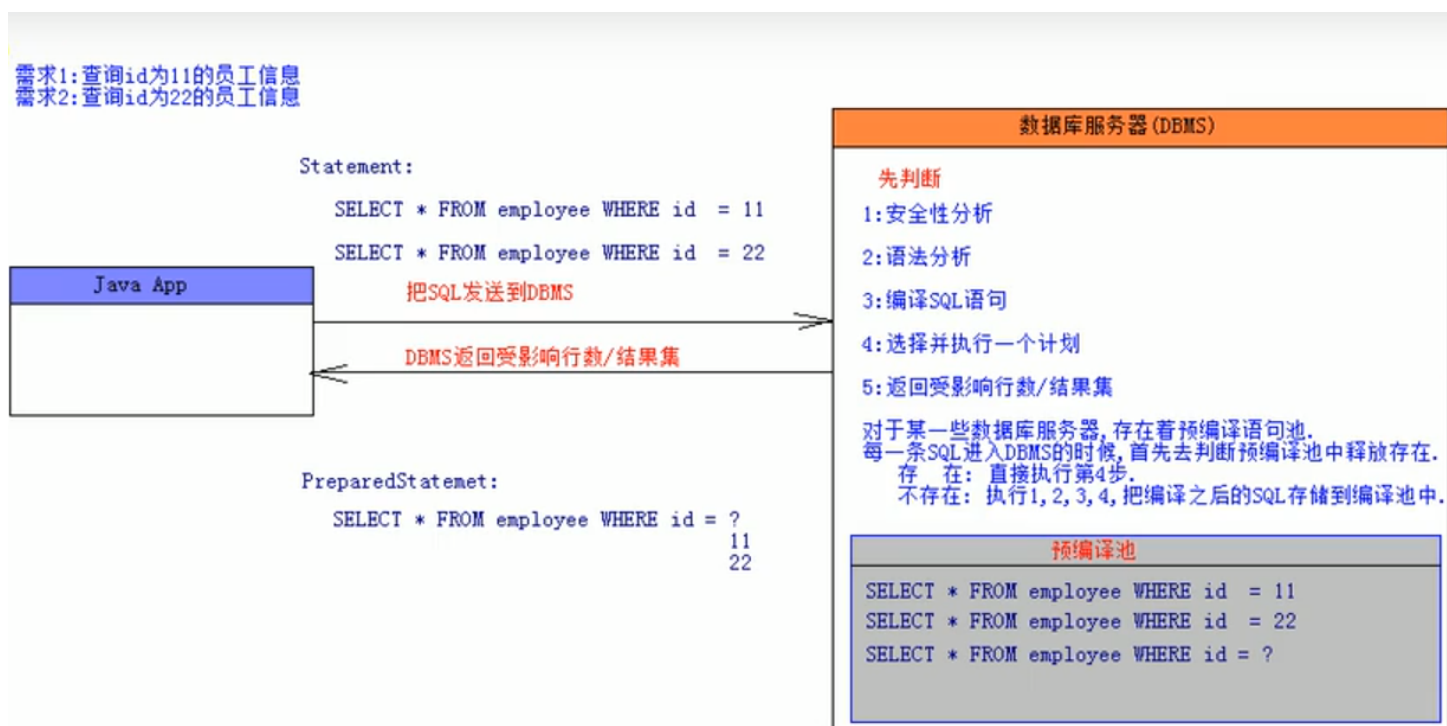 需求1:查询id为11的员工信息
需求2:查询id为22的员工信息
Statement:
SELECT * FROM employee WHERE id = 11
SELECT * FROM employee WHERE id = 22
Java App
把SQL发送到DBMS
DBMS返回受影响行数/结果集
PreparedStatemet:
SELECT * FROM employee WHERE id = ?
11
22
数据库服务器(DBMS)
先判断
1:安全性分析
2:语法分析
3:编译SQL语句
4:选择并执行一个计划
5:返回受影响行数/结果集
对于某一些数据库服务器,存在着预编译语句池.
每一条SQL进入DBMS的时候,首先去判断预编译池中释放存在.
存 在: 直接执行第4步.
不存在: 执行1,2,3,4,把编译之后的SQL存储到编译池中.
预编译池
SELECT * FROM employee WHERE id = 11
SELECT * FROM employee WHERE id = 22
SELECT * FROM employee WHERE id = ?